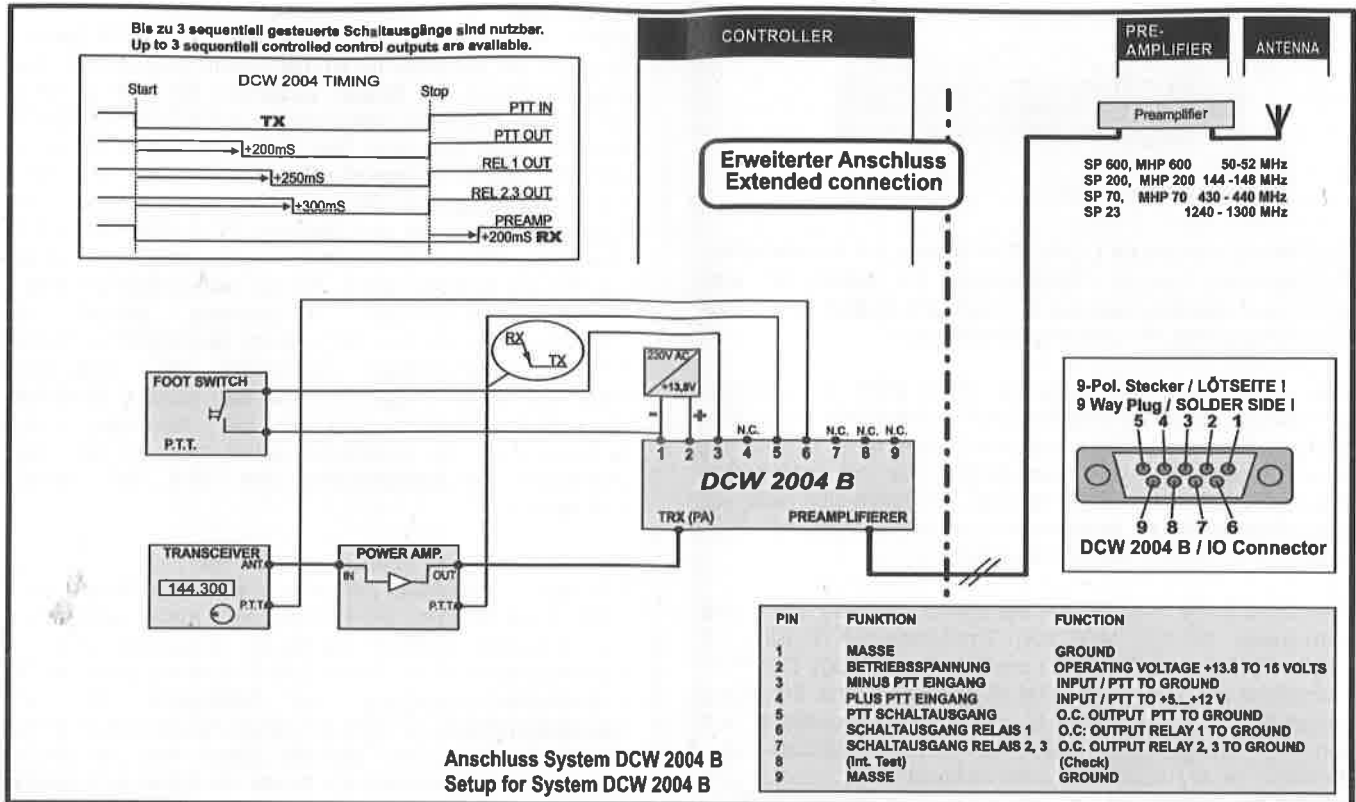 Bis zu 3 sequentiell gesteuerte Schaltausgänge sind nutzbar.
Up to 3 sequentiell controlled control outputs are available.
DCW 2004 TIMING
Start
Stop
TX
PTT IN
PTT OUT
+200mS
REL 1 OUT
+250mS
REL 2,3 OUT
+300mS
PREAMP
+200mS RX
CONTROLLER
PRE-
AMPLIFIER
ANTENNA
Preamplifier
Erweiterter Anschluss
Extended connection
SP 600, MHP 600 50-52 MHz
SP 200, MHP 200 144 -148 MHz
SP 70, MHP 70 430 - 440 MHz
SP 23 1240 - 1300 MHz
RX
TX
230V AC
+13,8V
- +
FOOT SWITCH
P.T.T.
N.C. N.C. N.C. N.C.
1 2 3 4 5 6 7 8 9
DCW 2004 B
TRX (PA) PREAMPLIFIERER
TRANSCEIVER
ANT.
144.300
P.T.T
POWER AMP.
IN
OUT
P.T.T
9-Pol. Stecker / LÖTSEITE !
9 Way Plug / SOLDER SIDE !
5 4 3 2 1
9 8 7 6
DCW 2004 B / IO Connector
PIN FUNKTION FUNCTION
1 MASSE GROUND
2 BETRIEBSSPANNUNG OPERATING VOLTAGE +13.8 TO 15 VOLTS
3 MINUS PTT EINGANG INPUT / PTT TO GROUND
4 PLUS PTT EINGANG INPUT / PTT TO +5....+12 V
5 PTT SCHALTAUSGANG O.C. OUTPUT PTT TO GROUND
6 SCHALTAUSGANG RELAIS 1 O.C: OUTPUT RELAY 1 TO GROUND
7 SCHALTAUSGANG RELAIS 2, 3 O.C. OUTPUT RELAY 2, 3 TO GROUND
8 (Int. Test) (Check)
9 MASSE GROUND
Anschluss System DCW 2004 B
Setup for System DCW 2004 B